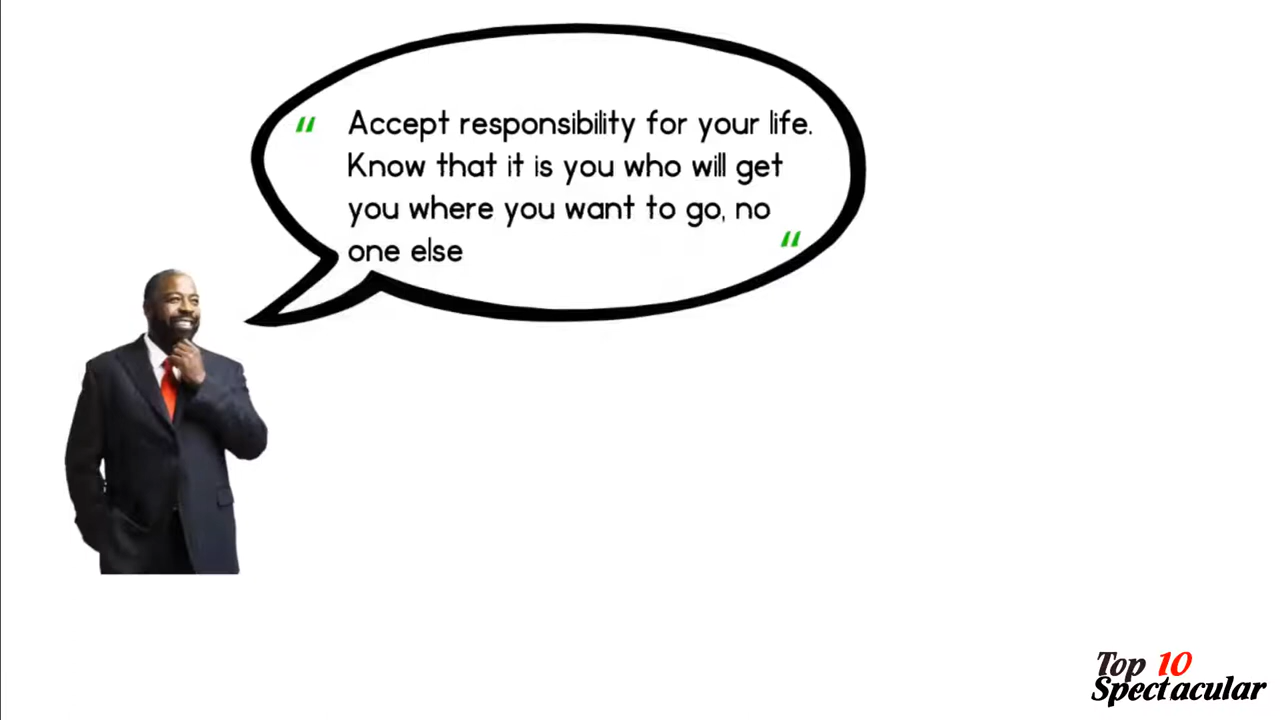 “ Accept responsibility for your life.
Know that it is you who will get
you where you want to go, no
one else “
Top 10
Spectacular